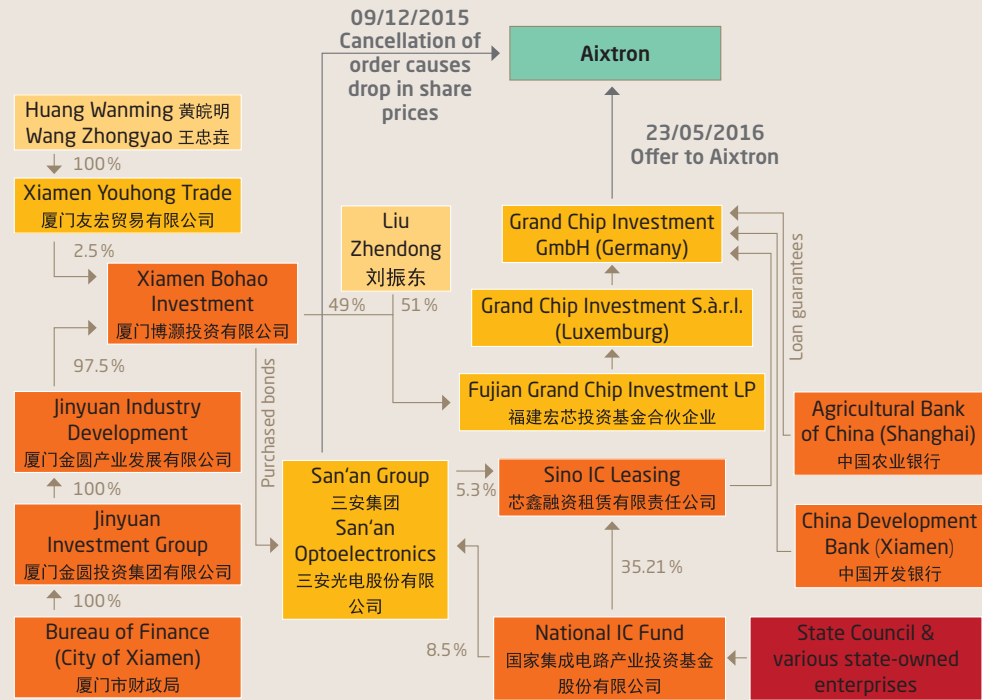 09/12/2015
Cancellation of
order causes
drop in share
prices
Aixtron
23/05/2016
Offer to Aixtron
Huang Wanming 黄皖明
Wang Zhongyao 王忠垚
100%
Xiamen Youhong Trade
厦门友宏贸易有限公司
2.5%
Xiamen Bohao
Investment
厦门博灏投资有限公司
97.5%
Jinyuan Industry
Development
厦门金圆产业发展有限公司
100%
Jinyuan
Investment Group
厦门金圆投资集团有限公司
100%
Bureau of Finance
(City of Xiamen)
厦门市财政局
Liu
Zhendong
刘振东
49%
51%
Grand Chip Investment
GmbH (Germany)
Grand Chip Investment S.à.r.l.
(Luxemburg)
Fujian Grand Chip Investment LP
福建宏芯投资基金合伙企业
Purchased bonds
San‘an Group
三安集团
San‘an
Optoelectronics
三安光电股份有限
公司
5.3%
Sino IC Leasing
芯鑫融资租赁有限责任公司
35.21%
8.5%
National IC Fund
国家集成电路产业投资基金
股份有限公司
State Council &
various state-owned
enterprises
Loan guarantees
Agricultural Bank
of China (Shanghai)
中国农业银行
China Development
Bank (Xiamen)
中国开发银行